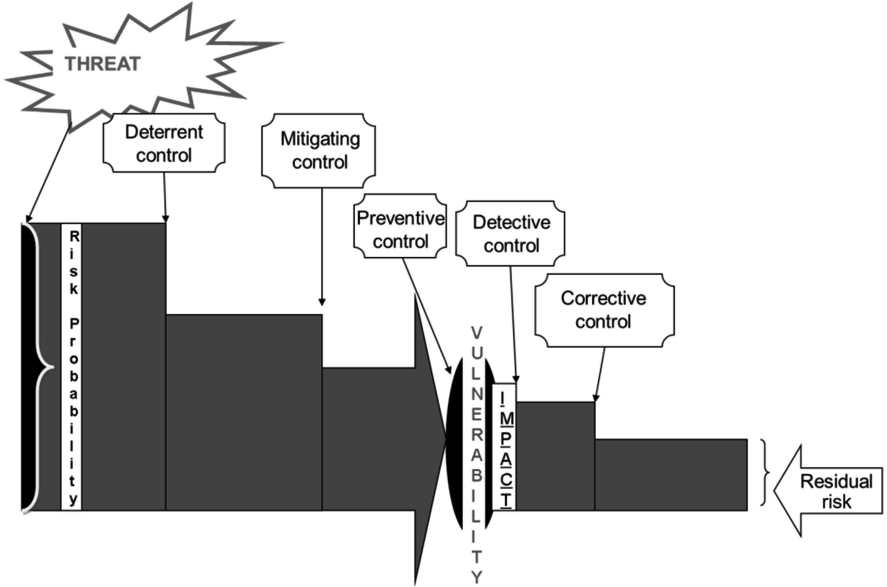 THREAT
Deterrent
control
Mitigating
control
Preventive
control
Detective
control
Corrective
control
Risk Probability
VULNERABILITY
IMPACT
Residual
risk